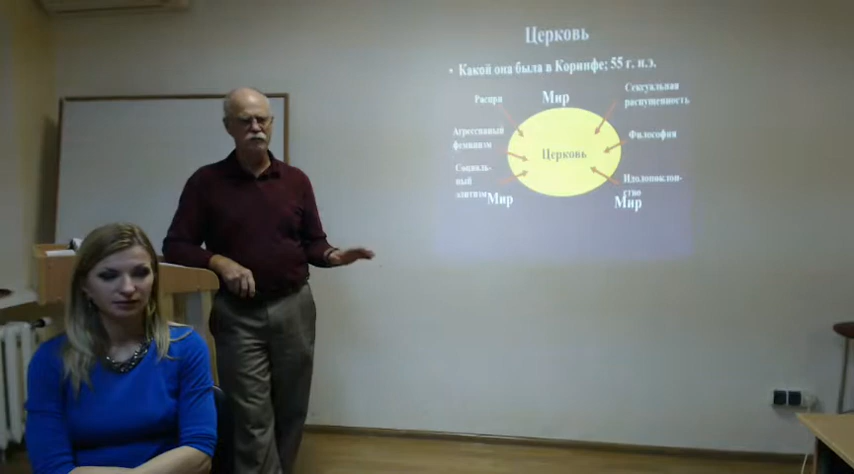 Церковь
• Какой она была в Коринфе; 55 г. н.э.
Распра
Мир
Сексуальная
распущенность
Агрессивный
феминизм
Церковь
Философия
Социаль-
ный
элитизм
Мир
Идолопоклон-
ство
Мир